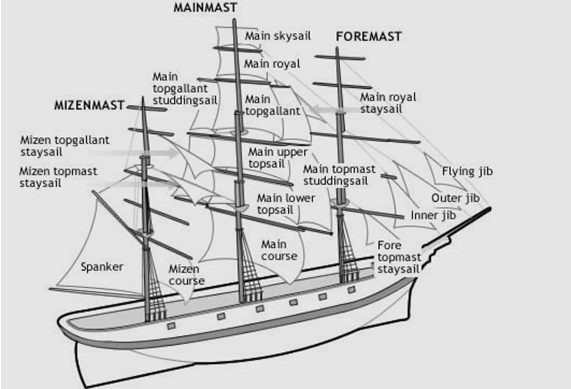 MAINMAST
Main skysail
FOREMAST
Main royal
Main
topgallant
studdingsail
Main
topgallant
Main royal
staysail
MIZENMAST
Mizen topgallant
staysail
Main upper
topsail
Mizen topmast
staysail
Main topmast
studdingsail
Flying jib
Main lower
topsail
Outer jib
Inner jib
Main
course
Fore
topmast
staysail
Spanker
Mizen
course